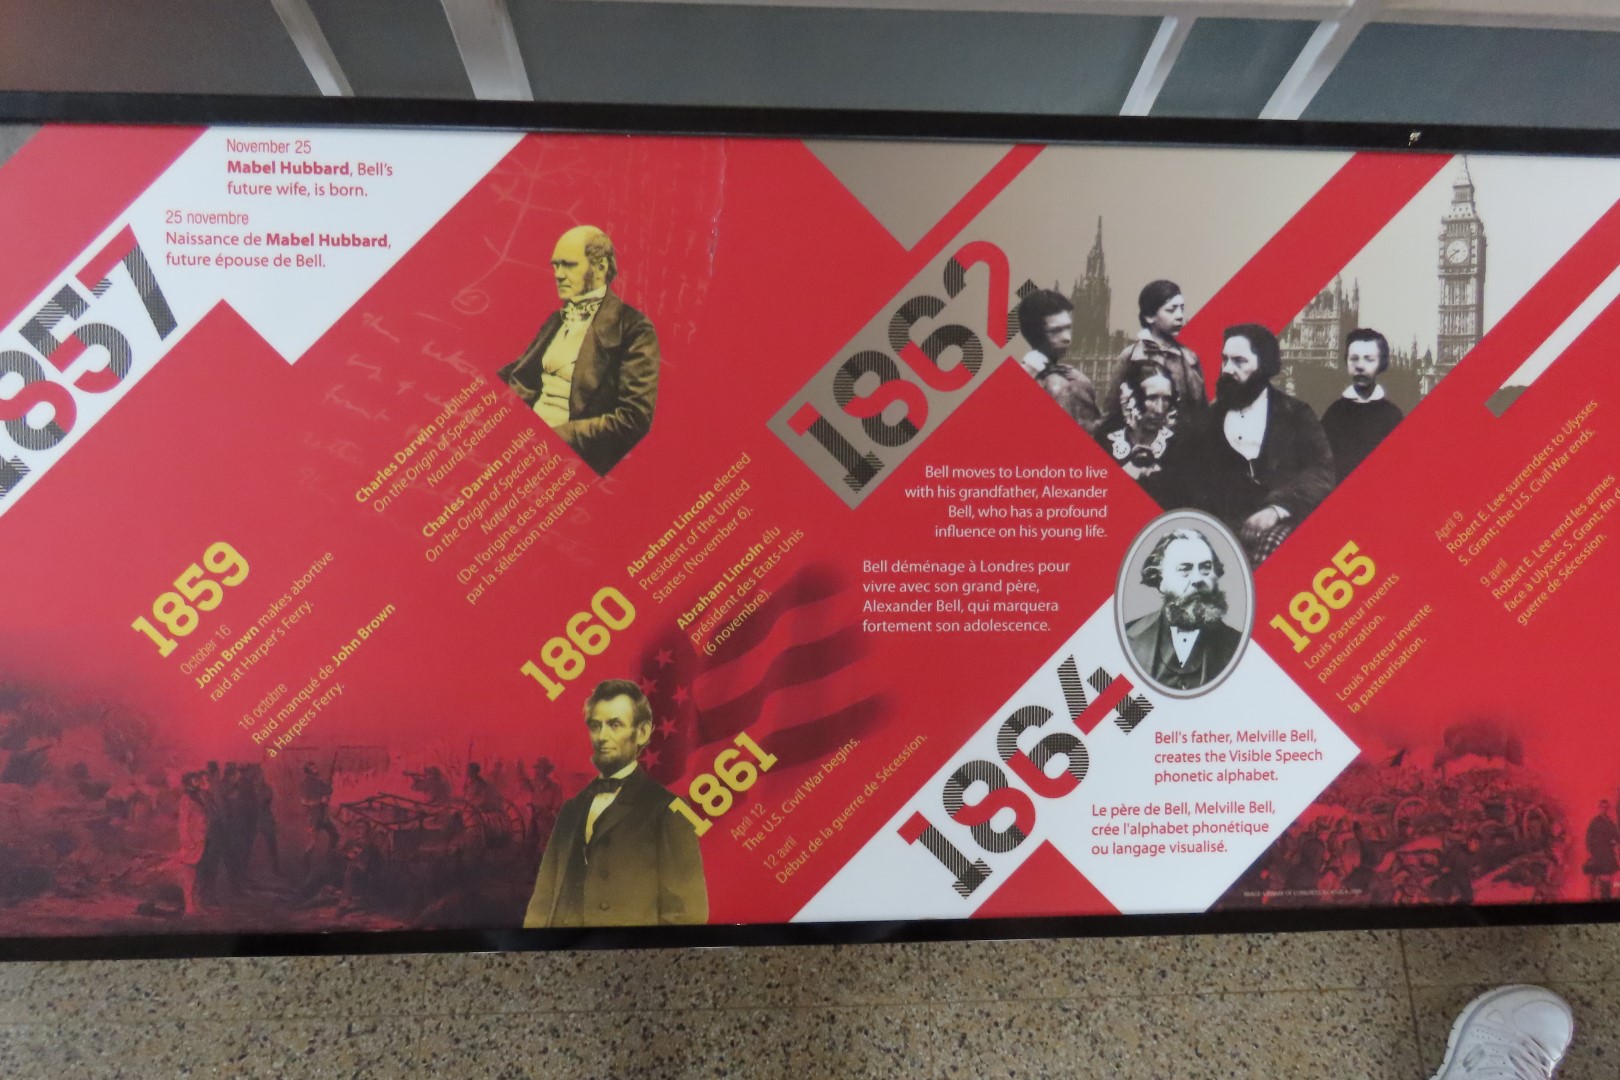 1857
November 25
Mabel Hubbard, Bell's
future wife, is born.
25 novembre
Naissance de Mabel Hubbard,
future épouse de Bell.
1859
October 16
John Brown makes abortive
raid at Harper's Ferry.
16 octobre
Raid manqué de John Brown
à Harpers Ferry.
Charles Darwin publishes
On the Origin of Species by
Natural Selection.
Charles Darwin publie
On the Origin of Species by
Natural Selection
(De l'origine des espèces
par la sélection naturelle).
1860
Abraham Lincoln elected
President of the United
States (November 6).
Abraham Lincoln élu
président des États-Unis
(6 novembre).
1861
April 12
The U.S. Civil War begins.
12 avril
Début de la guerre de Sécession.
1862
Bell moves to London to live
with his grandfather, Alexander
Bell, who has a profound
influence on his young life.
Bell déménage à Londres pour
vivre avec son grand père,
Alexander Bell, qui marquera
fortement son adolescence.
1864
Bell's father, Melville Bell,
creates the Visible Speech
phonetic alphabet.
Le père de Bell, Melville Bell,
crée l'alphabet phonétique
ou langage visualisé.
1865
Louis Pasteur invents
pasteurization.
Louis Pasteur invente
la pasteurisation.
April 9
Robert E. Lee surrenders to Ulysses
S. Grant: the U.S. Civil War ends.
9 avril
Robert E. Lee rend les armes
face à Ulysses S. Grant: fin
guerre de Sécession.